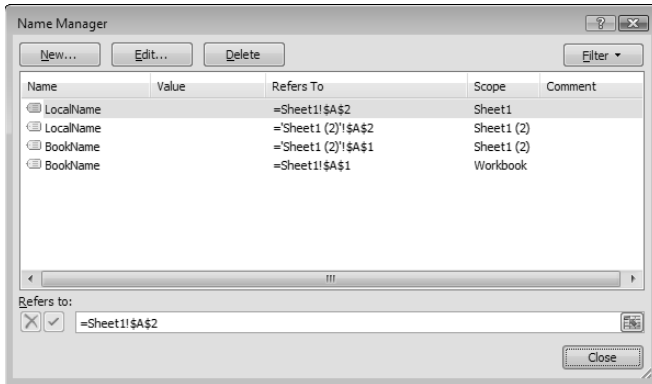 Name Manager
New... Edit... Delete Filter
Name Value Refers To Scope Comment
LocalName =Sheet1!$A$2 Sheet1
LocalName ='Sheet1 (2)'!$A$2 Sheet1 (2)
BookName ='Sheet1 (2)'!$A$1 Sheet1 (2)
BookName =Sheet1!$A$1 Workbook
Refers to:
=Sheet1!$A$2
Close